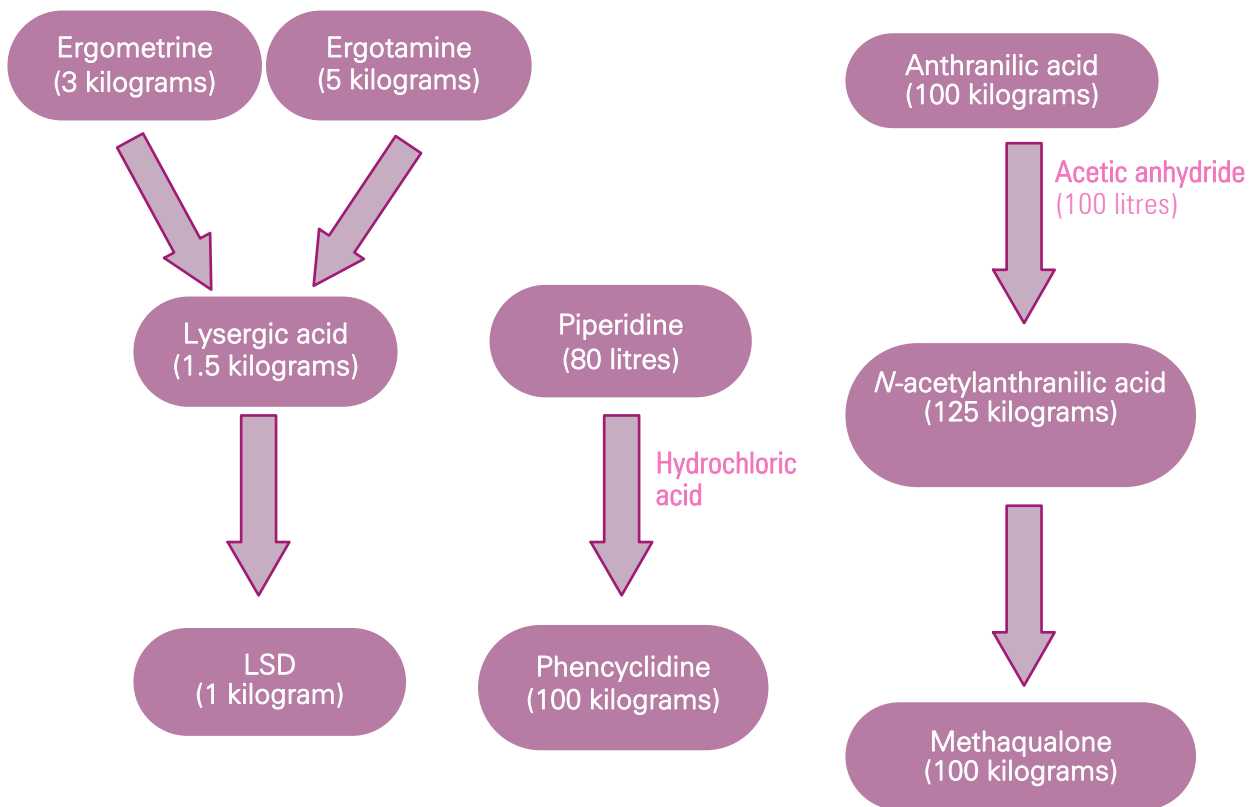 Ergometrine
(3 kilograms)
Ergotamine
(5 kilograms)
Lysergic acid
(1.5 kilograms)
LSD
(1 kilogram)
Piperidine
(80 litres)
Hydrochloric
acid
Phencyclidine
(100 kilograms)
Anthranilic acid
(100 kilograms)
Acetic anhydride
(100 litres)
N-acetylanthranilic acid
(125 kilograms)
Methaqualone
(100 kilograms)